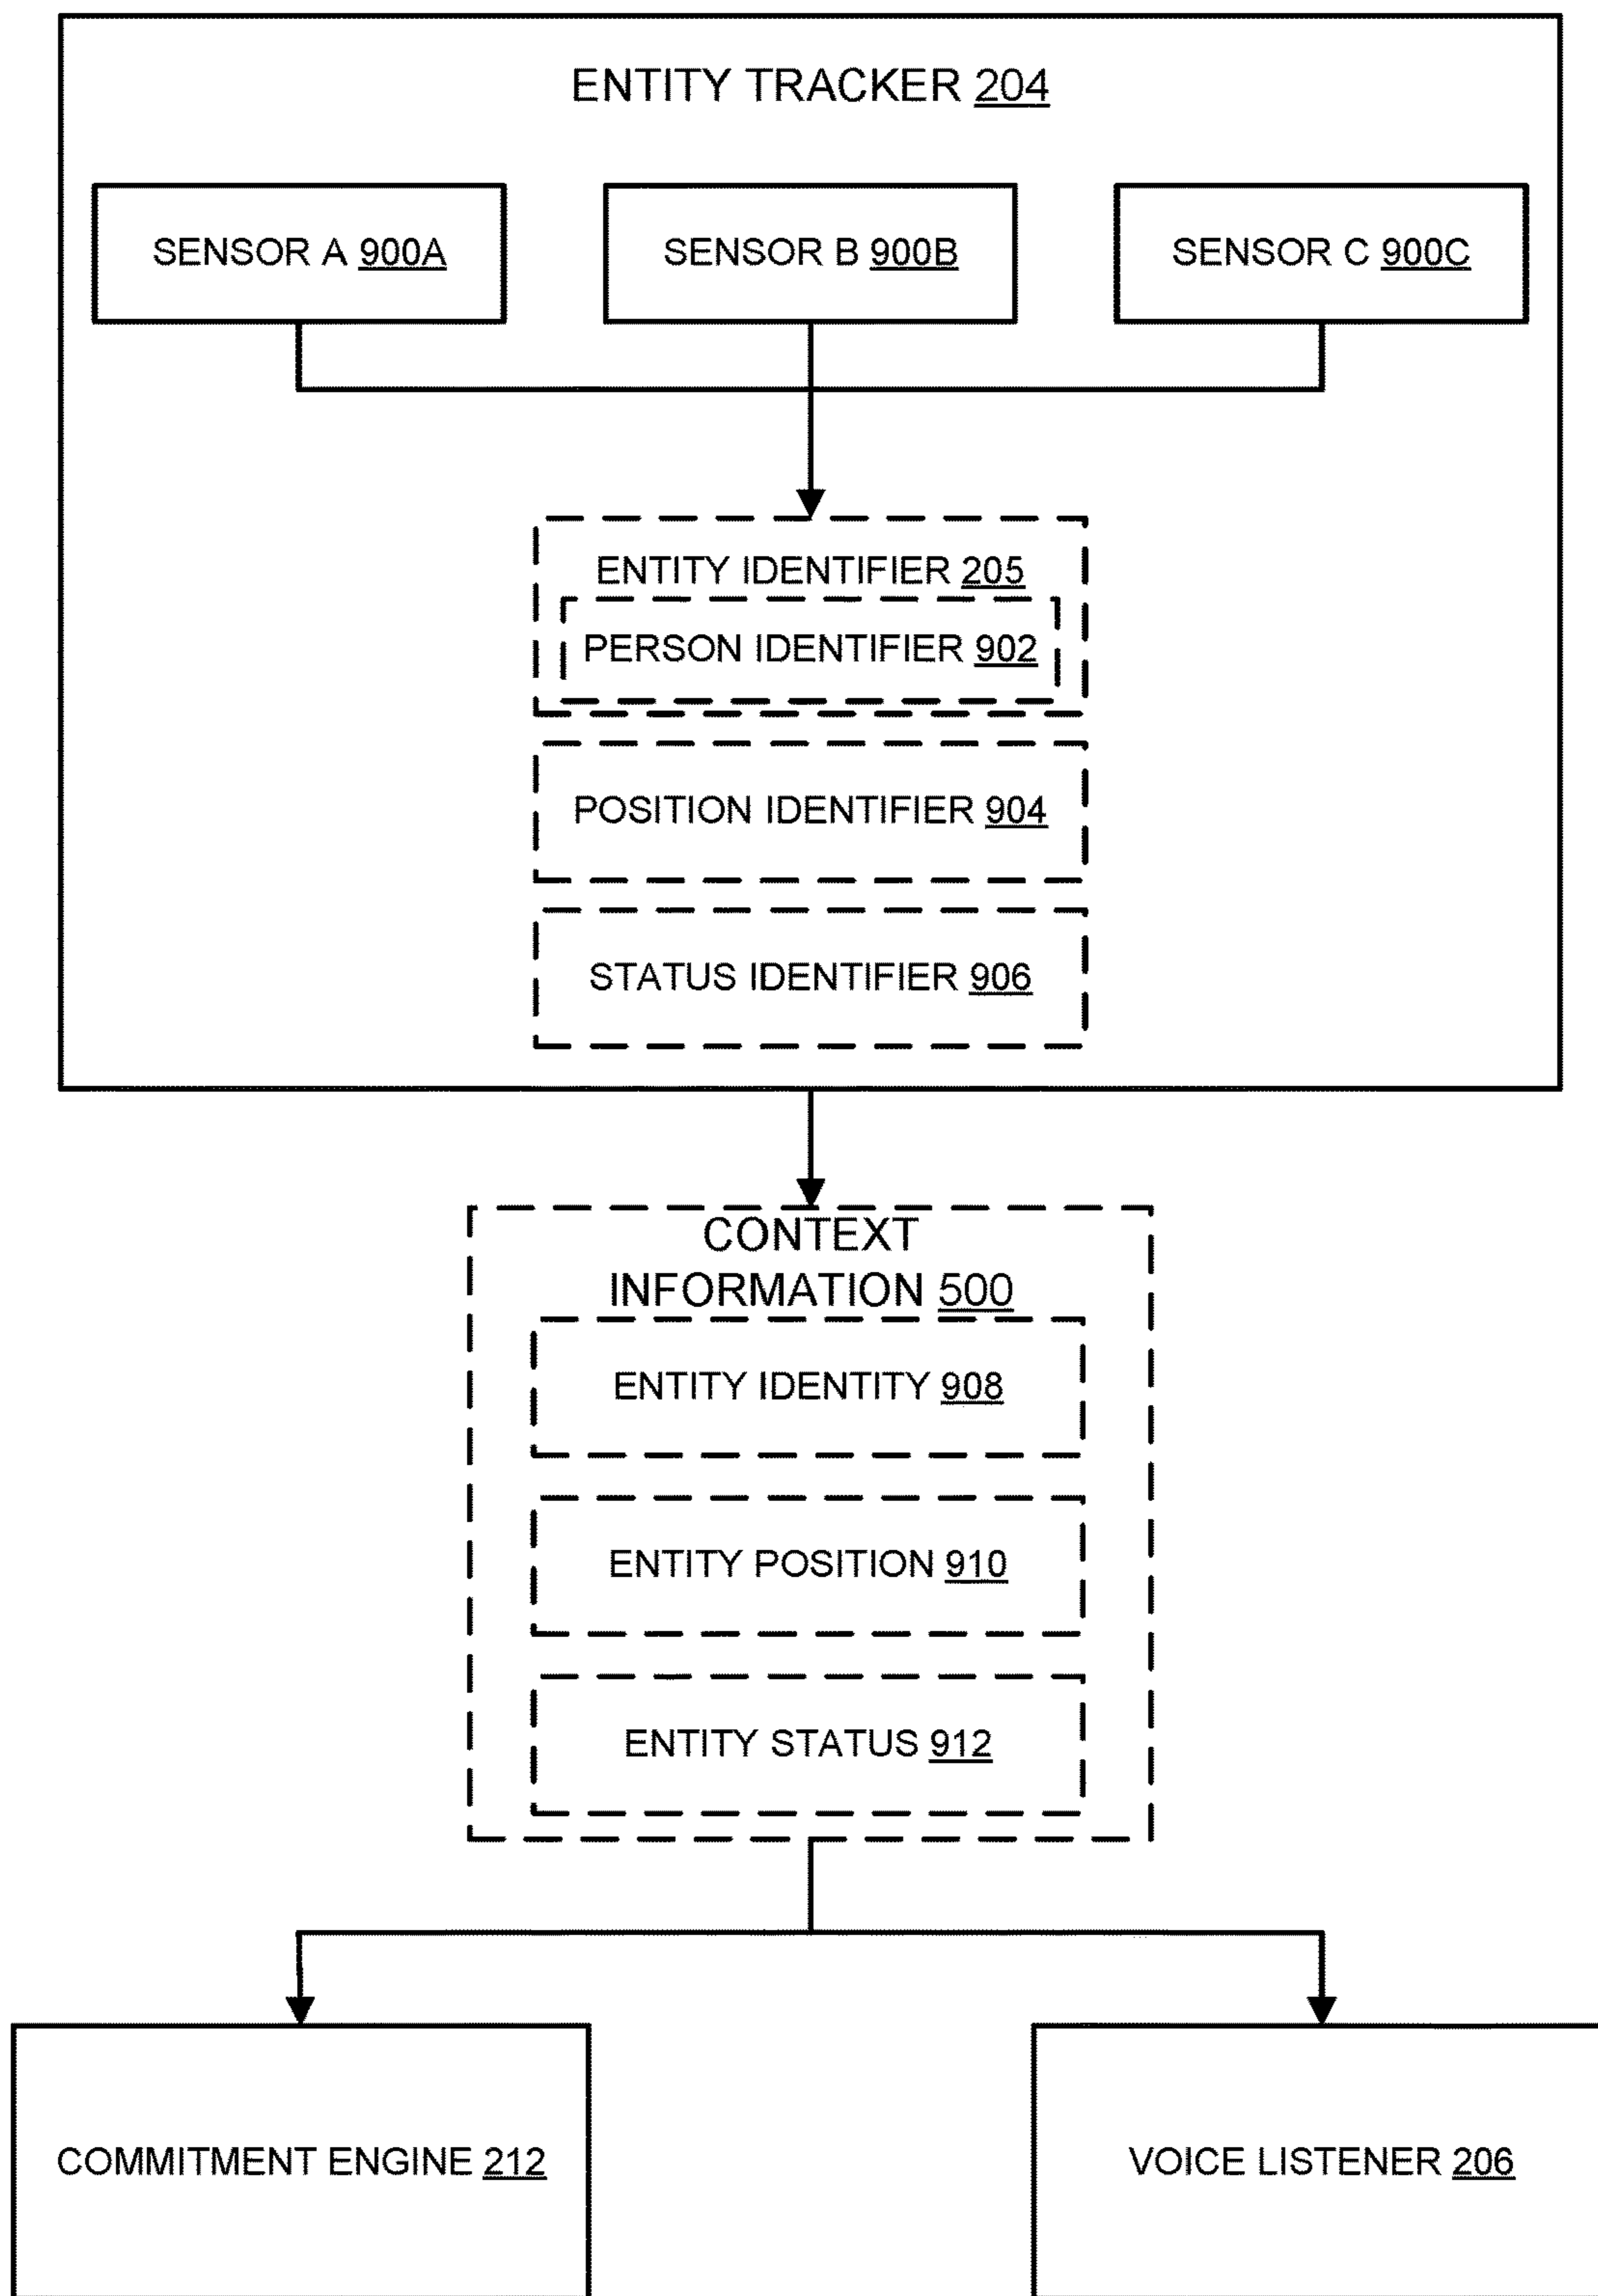 ENTITY TRACKER 204
SENSOR A 900A
SENSOR B 900B
SENSOR C 900C
ENTITY IDENTIFIER 205
PERSON IDENTIFIER 902
POSITION IDENTIFIER 904
STATUS IDENTIFIER 906
CONTEXT
INFORMATION 500
ENTITY IDENTITY 908
ENTITY POSITION 910
ENTITY STATUS 912
COMMITMENT ENGINE 212
VOICE LISTENER 206